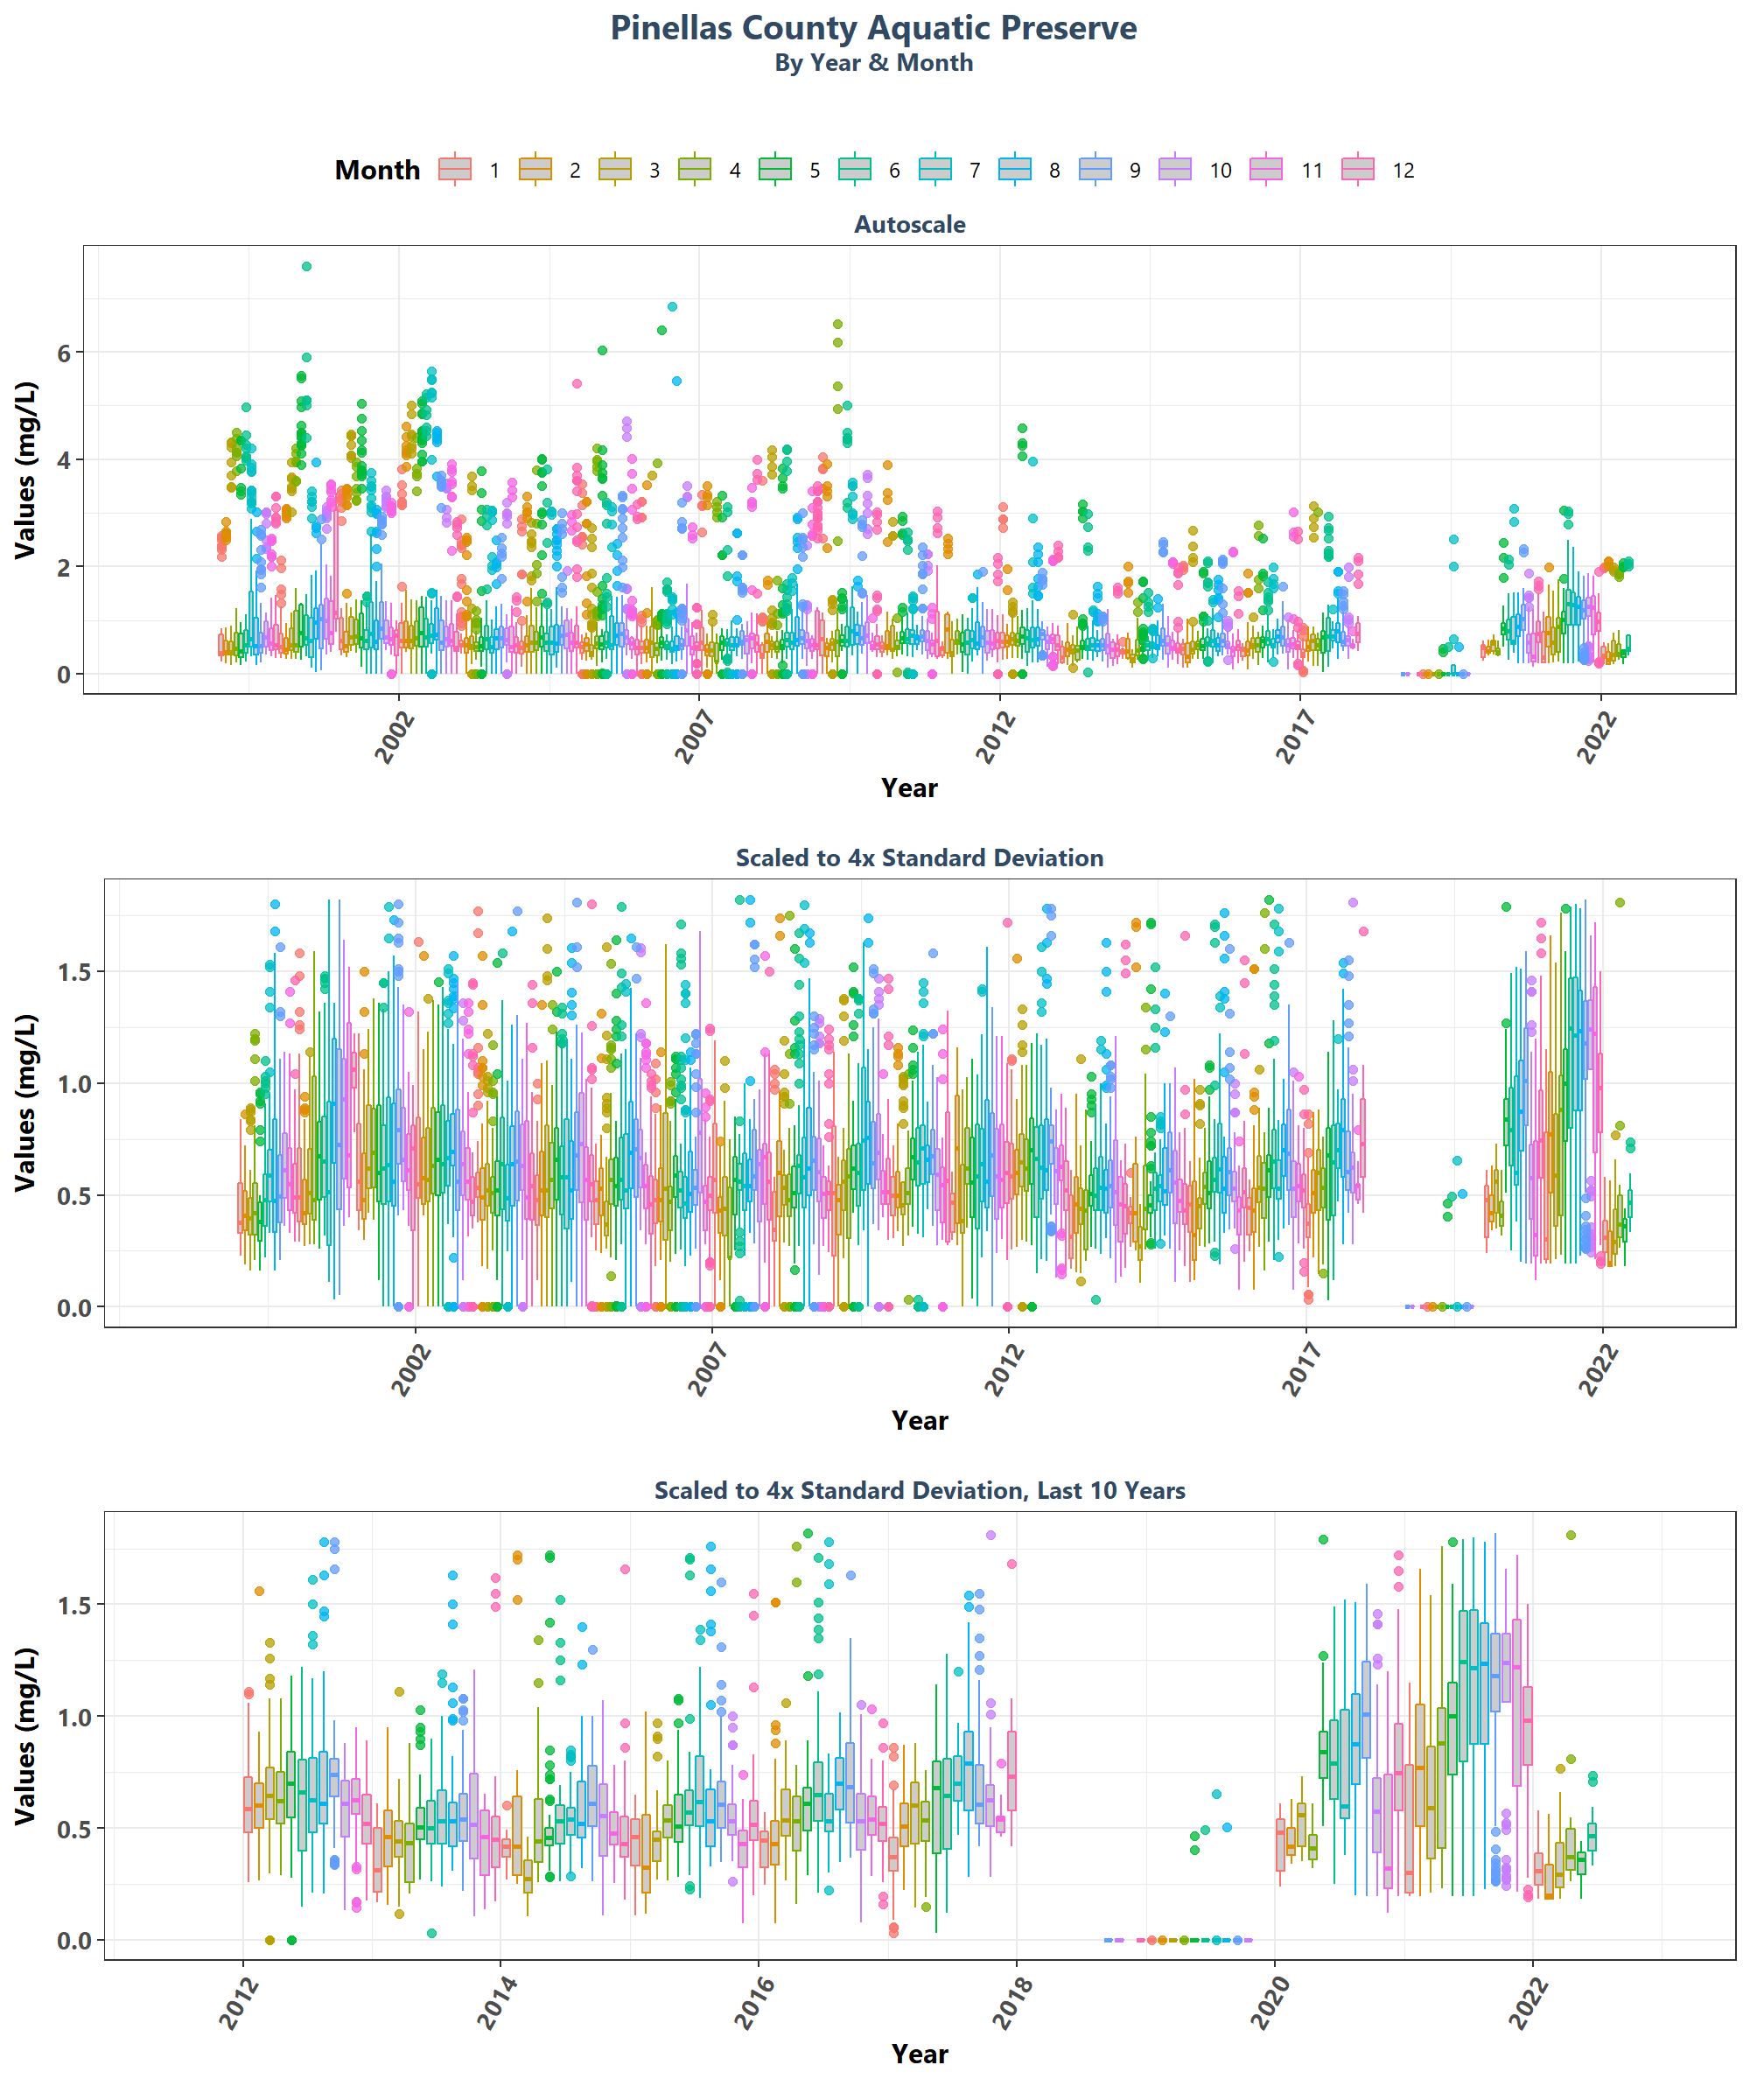 Pinellas County Aquatic Preserve
By Year & Month
Month 1 2 3 4 5 6 7 8 9 10 11 12
Autoscale
Values (mg/L)
6
4
2
0
2002 2007 2012 2017 2022
Year
Scaled to 4x Standard Deviation
Values (mg/L)
1.5
1.0
0.5
0.0
2002 2007 2012 2017 2022
Year
Scaled to 4x Standard Deviation, Last 10 Years
Values (mg/L)
1.5
1.0
0.5
0.0
2012 2014 2016 2018 2020 2022
Year